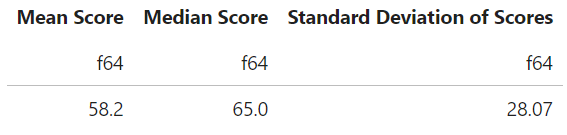 Mean Score Median Score Standard Deviation of Scores
f64 f64 f64
58.2 65.0 28.07